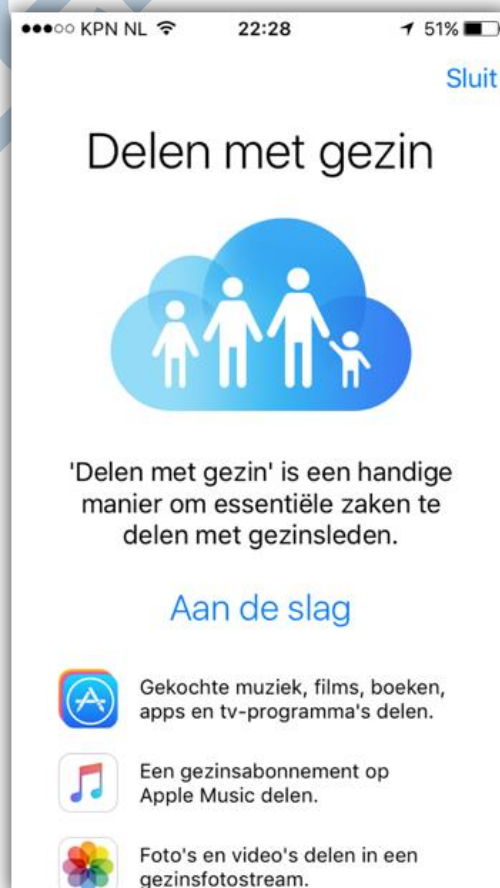 KPN NL 22:28 51%
Sluit
Delen met gezin
'Delen met gezin' is een handige
manier om essentiële zaken te
delen met gezinsleden.
Aan de slag
Gekochte muziek, films, boeken,
apps en tv-programma's delen.
Een gezinsabonnement op
Apple Music delen.
Foto's en video's delen in een
gezinsfotostream.